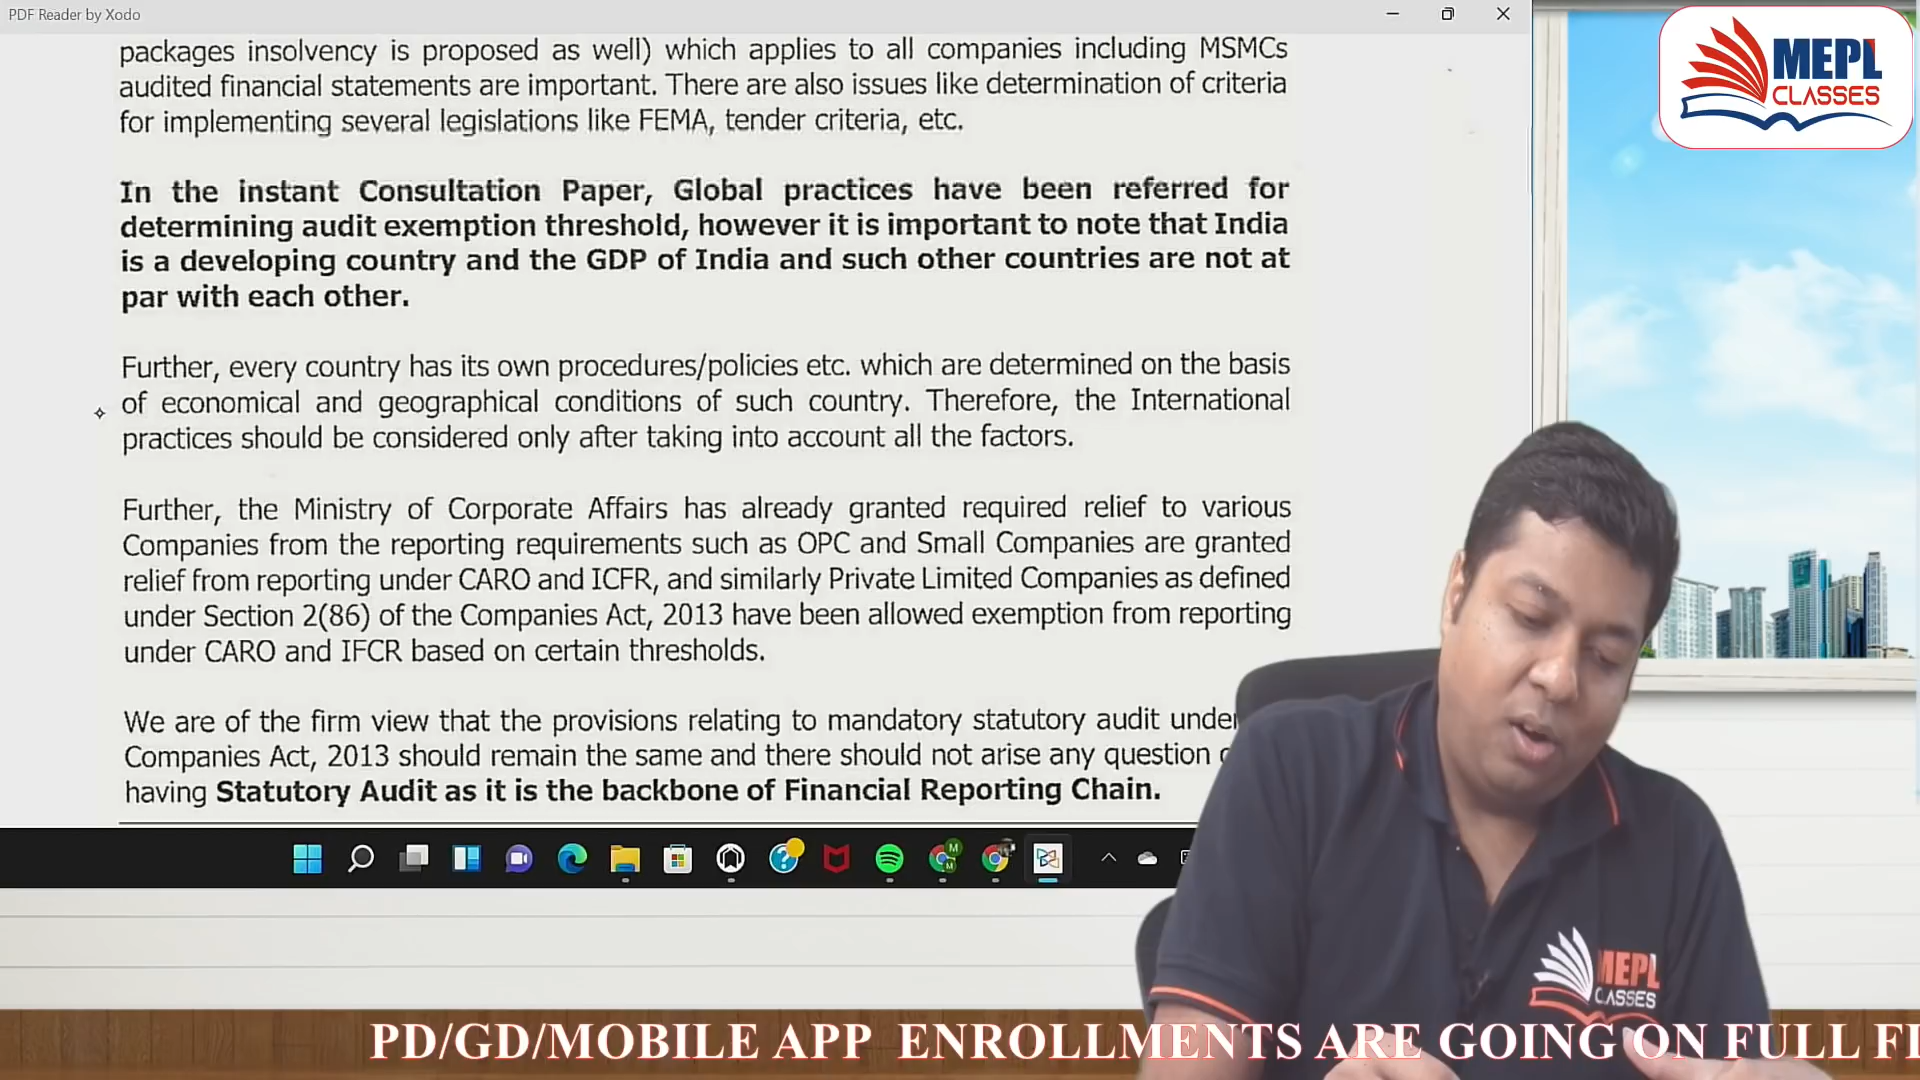 PDF Reader by Xodo
packages insolvency is proposed as well) which applies to all companies including MSMCs
audited financial statements are important. There are also issues like determination of criteria
for implementing several legislations like FEMA, tender criteria, etc.
In the instant Consultation Paper, Global practices have been referred for
determining audit exemption threshold, however it is important to note that India
is a developing country and the GDP of India and such other countries are not at
par with each other.
Further, every country has its own procedures/policies etc. which are determined on the basis
of economical and geographical conditions of such country. Therefore, the International
practices should be considered only after taking into account all the factors.
Further, the Ministry of Corporate Affairs has already granted required relief to various
Companies from the reporting requirements such as OPC and Small Companies are granted
relief from reporting under CARO and ICFR, and similarly Private Limited Companies as defined
under Section 2(86) of the Companies Act, 2013 have been allowed exemption from reporting
under CARO and IFCR based on certain thresholds.
We are of the firm view that the provisions relating to mandatory statutory audit under
Companies Act, 2013 should remain the same and there should not arise any question
having Statutory Audit as it is the backbone of Financial Reporting Chain.
MEPL
CLASSES
MEPL
CLASSES
PD/GD/MOBILE APP ENROLLMENTS ARE GOING ON FULL